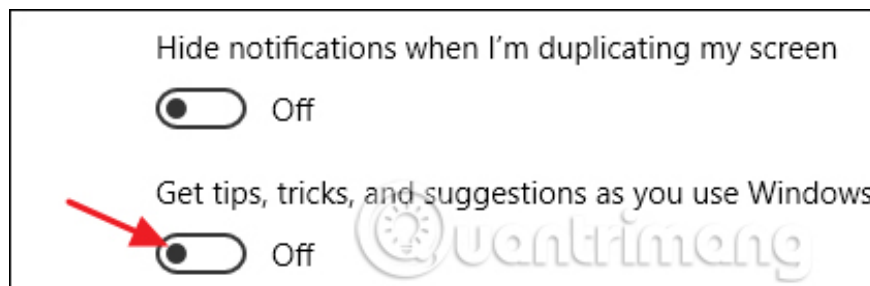 Hide notifications when I'm duplicating my screen
Off
Get tips, tricks, and suggestions as you use Windows
Off
Quantrimang